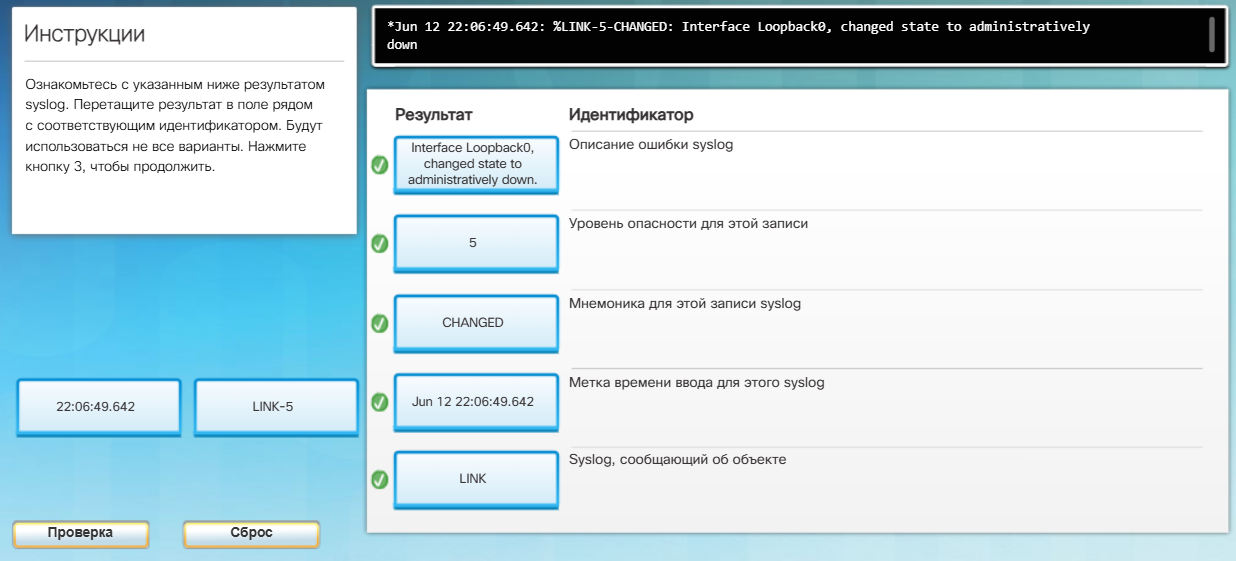 Инструкции
Ознакомьтесь с указанным ниже результатом
syslog. Перетащите результат в поле рядом
с соответствующим идентификатором. Будут
использоваться не все варианты. Нажмите
кнопку 3, чтобы продолжить.
*Jun 12 22:06:49.642: %LINK-5-CHANGED: Interface Loopback0, changed state to administratively
down
Результат Идентификатор
Interface Loopback0,
changed state to
administratively down.
Описание ошибки syslog
5
Уровень опасности для этой записи
CHANGED
Мнемоника для этой записи syslog
Jun 12 22:06:49.642
Метка времени ввода для этого syslog
LINK
Syslog, сообщающий об объекте
22:06:49.642 LINK-5
Проверка Сброс